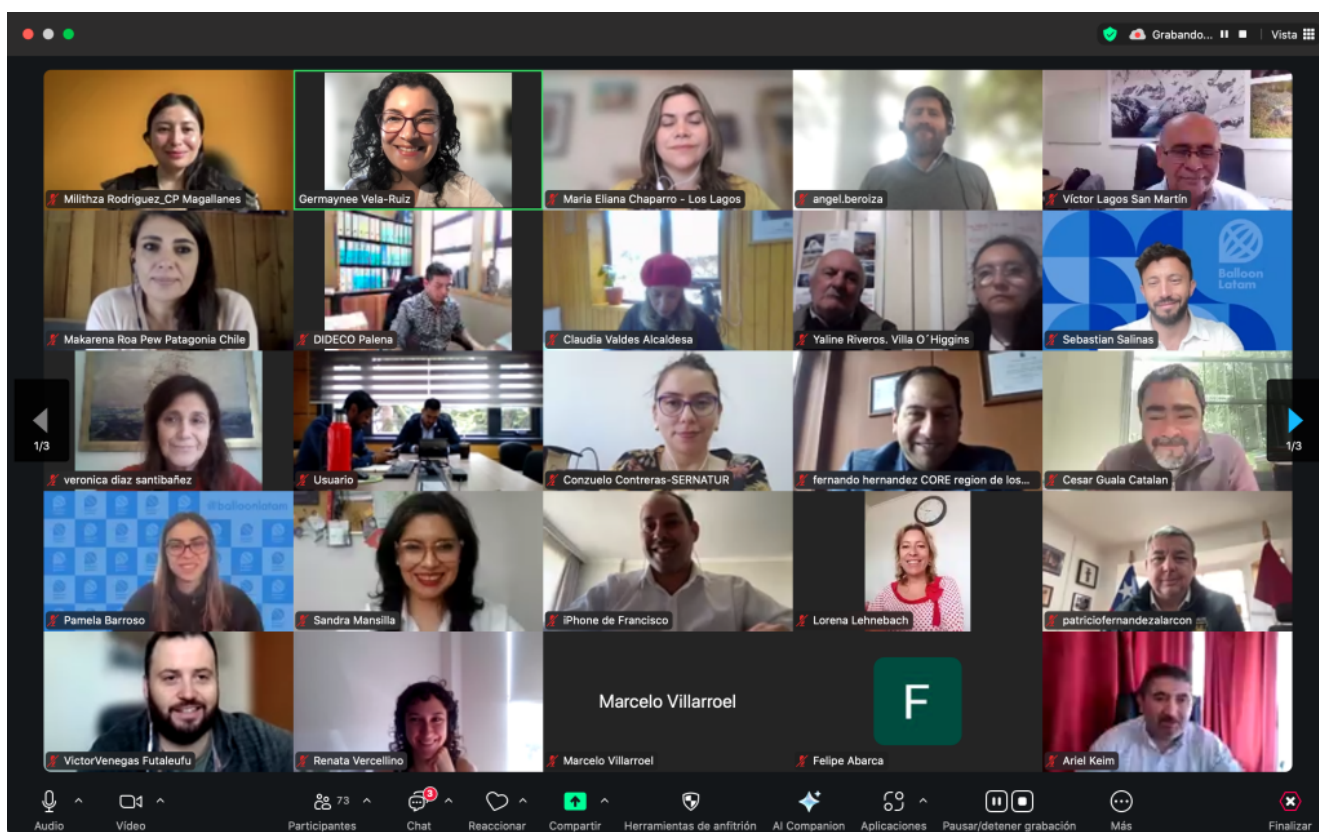 Grabando...
Vista
Milithza Rodriguez_CP Magallanes
Germaynee Vela-Ruiz
Maria Eliana Chaparro - Los Lagos
angel.beroiza
Víctor Lagos San Martín
Balloon
Latam
Makarena Roa Pew Patagonia Chile
DIDECO Palena
Claudia Valdes Alcaldesa
Yaline Riveros. Villa O´Higgins
Sebastian Salinas
1/3
1/3
veronica diaz santibañez
Usuario
Conzuelo Contreras-SERNATUR
fernando hernandez CORE region de los...
Cesar Guala Catalan
#balloonlatam
Pamela Barroso
Sandra Mansilla
iPhone de Francisco
Lorena Lehnebach
patriciofernandezalarcon
Marcelo Villarroel
F
VictorVenegas Futaleufu
Renata Vercellino
Marcelo Villarroel
Felipe Abarca
Ariel Keim
73
3
Audio
Vídeo
Participantes
Chat
Reaccionar
Compartir
Herramientas de anfitrión
AI Companion
Aplicaciones
Pausar/detener grabación
Más
Finalizar